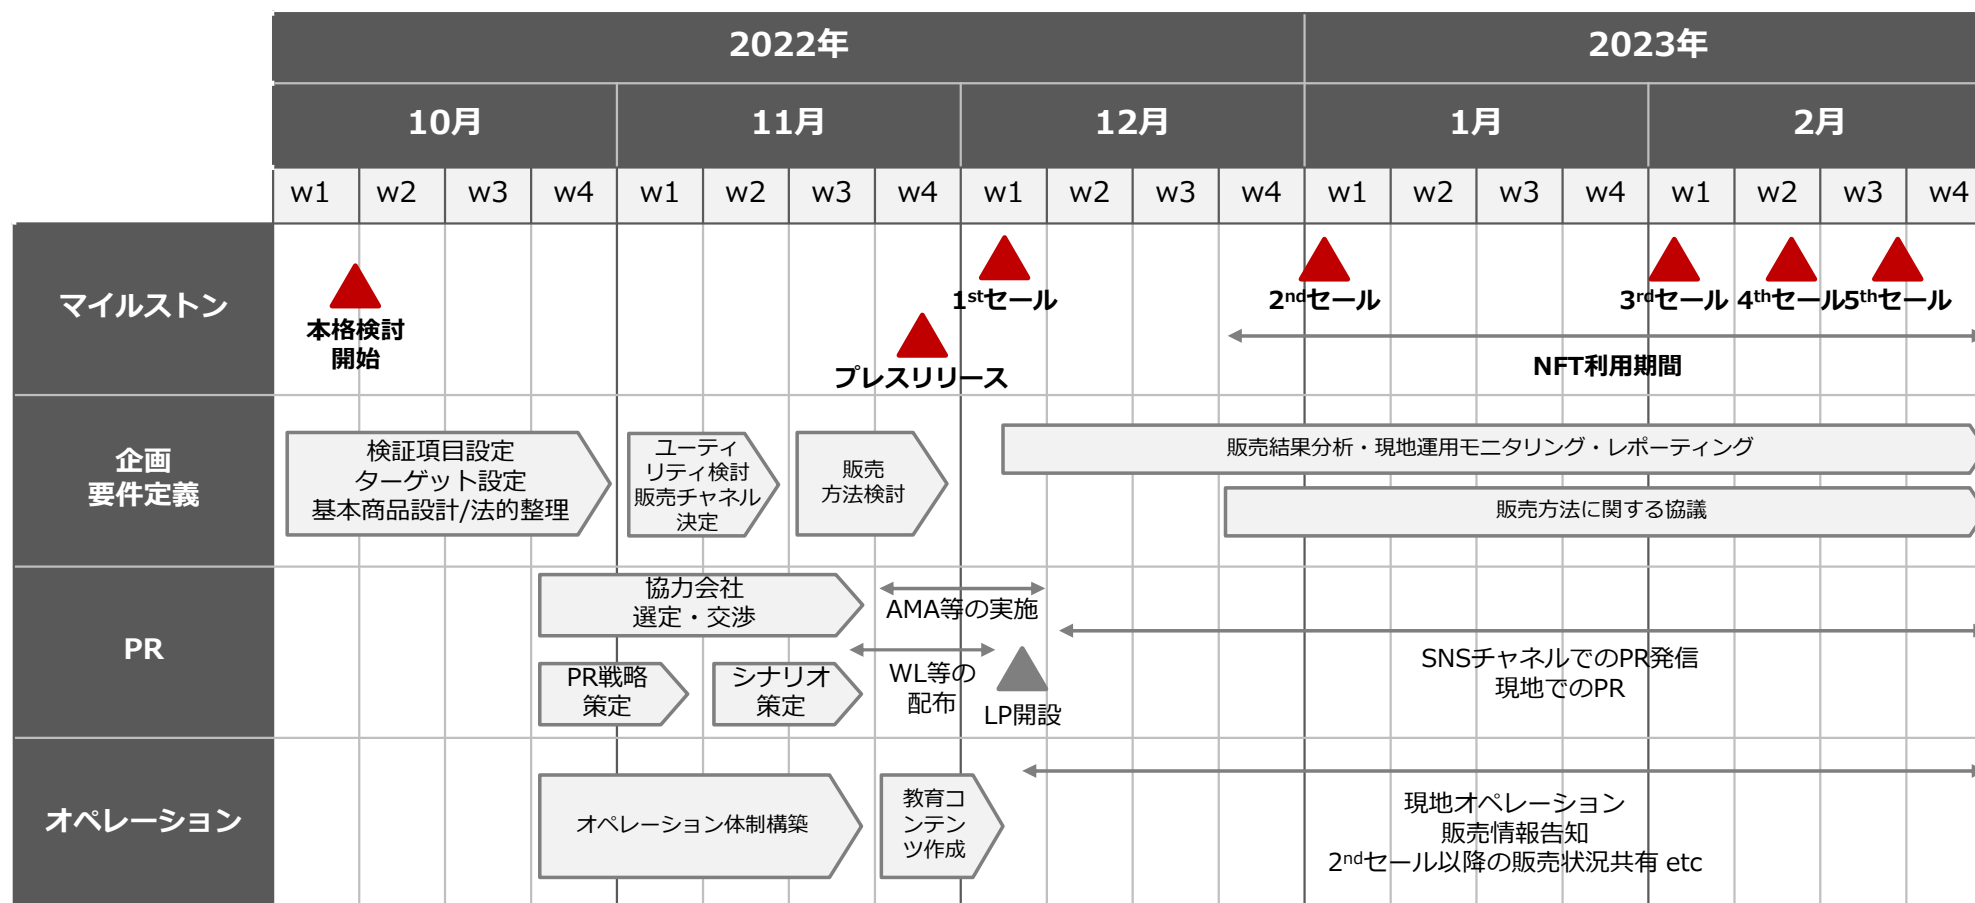 2022年
2023年
10月
11月
12月
1月
2月
w1
w2
w3
w4
w1
w2
w3
w4
w1
w2
w3
w4
w1
w2
w3
w4
w1
w2
w3
w4
マイルストン
本格検討
開始
プレスリリース
1stセール
2ndセール
3rdセール
4thセール
5thセール
NFT利用期間
企画
要件定義
検証項目設定
ターゲット設定
基本商品設計/法的整理
ユーティ
リティ検討
販売チャネル
決定
販売
方法検討
販売結果分析・現地運用モニタリング・レポーティング
販売方法に関する協議
PR
協力会社
選定・交渉
AMA等の実施
PR戦略
策定
シナリオ
策定
WL等の
配布
LP開設
SNSチャネルでのPR発信
現地でのPR
オペレーション
オペレーション体制構築
教育コ
ンテン
ツ作成
現地オペレーション
販売情報告知
2ndセール以降の販売状況共有 etc